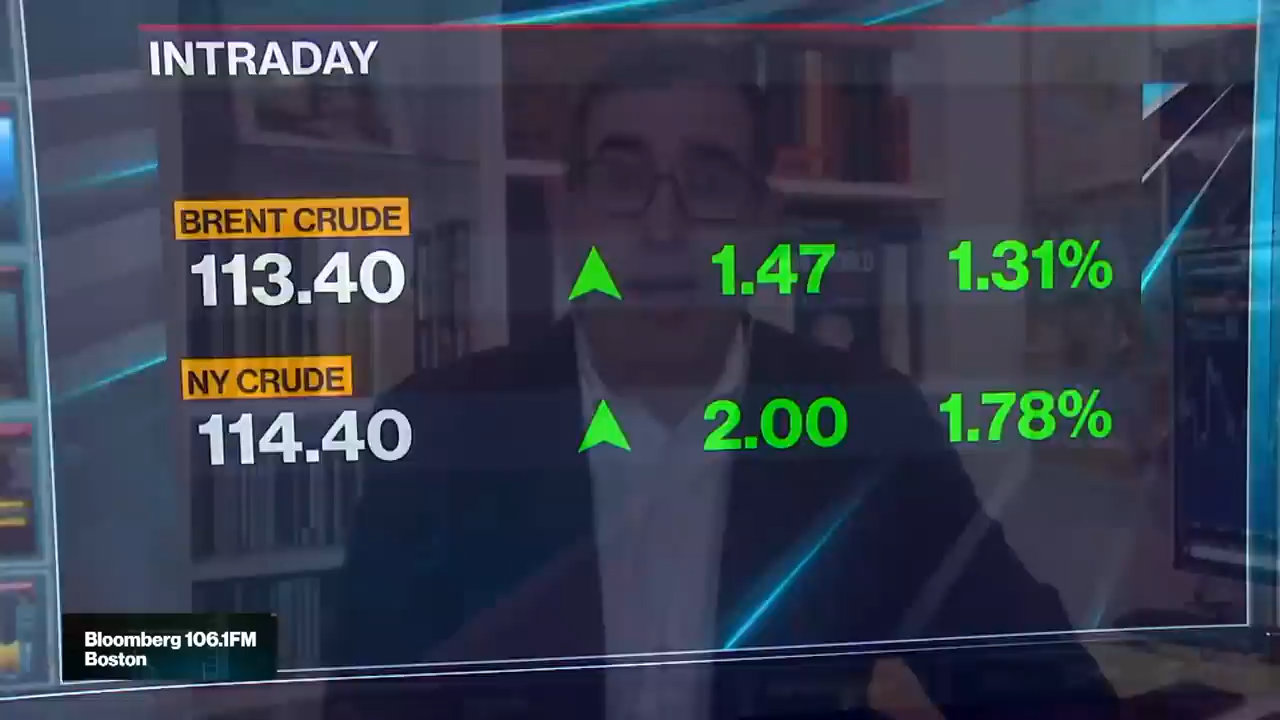 INTRADAY
BRENT CRUDE
113.40 ▲ 1.47 1.31%
NY CRUDE
114.40 ▲ 2.00 1.78%
Bloomberg 106.1FM
Boston